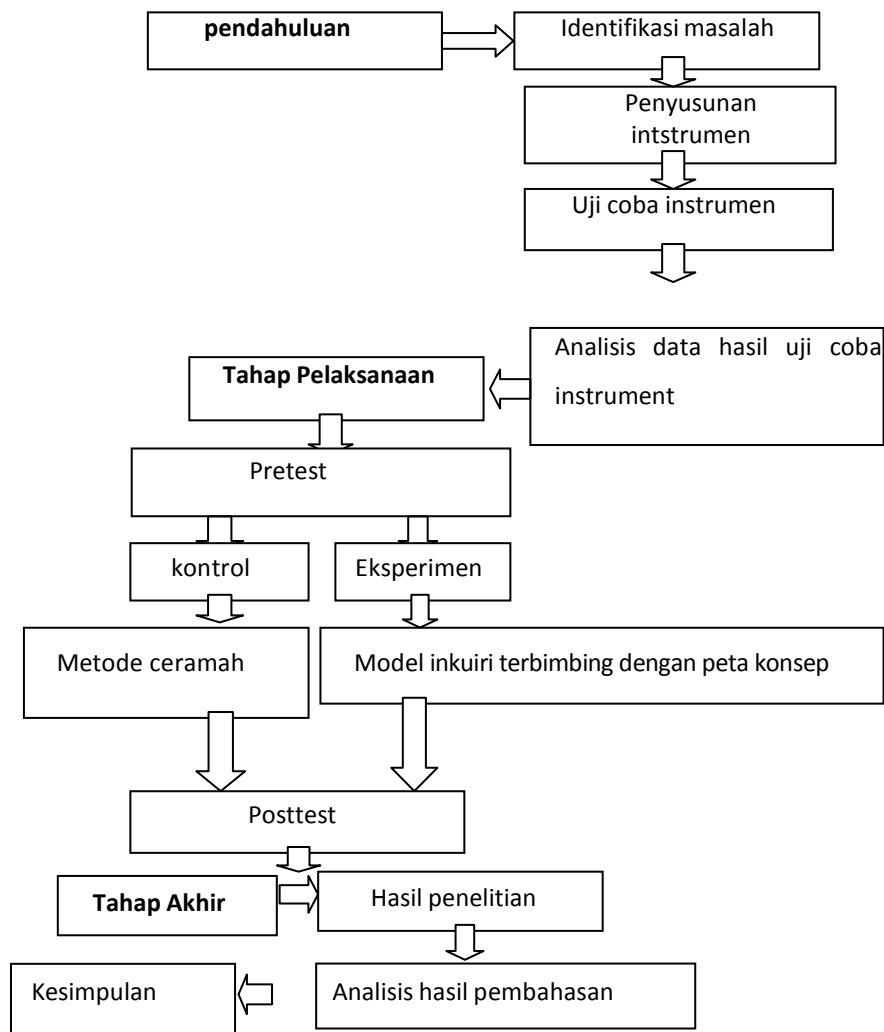 pendahuluan
Identifikasi masalah
Penyusunan
intstrumen
Uji coba instrumen
Analisis data hasil uji coba
instrument
Tahap Pelaksanaan
Pretest
kontrol
Eksperimen
Metode ceramah
Model inkuiri terbimbing dengan peta konsep
Posttest
Tahap Akhir
Hasil penelitian
Analisis hasil pembahasan
Kesimpulan